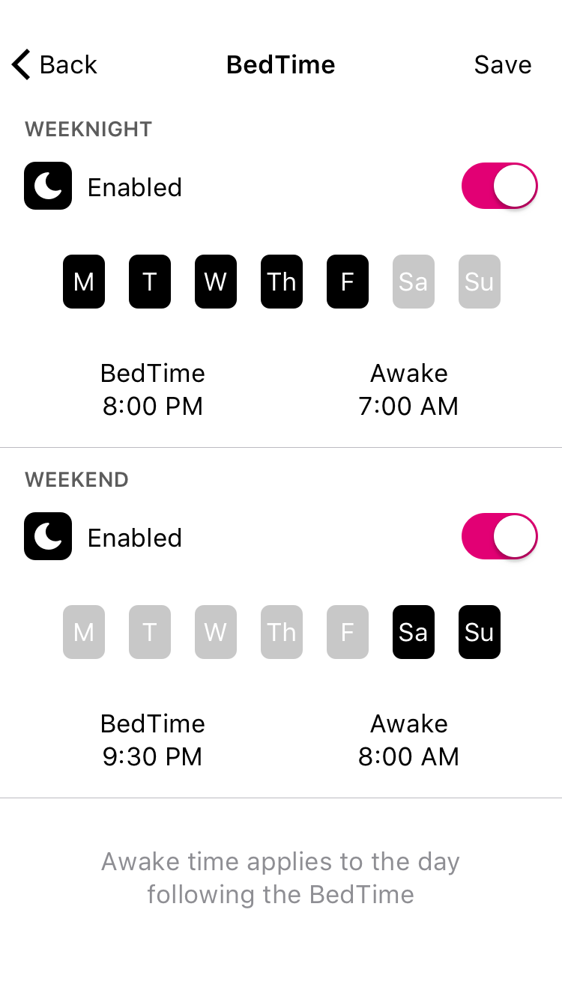 Back BedTime Save
WEEKNIGHT
Enabled
M T W Th F Sa Su
BedTime Awake
8:00 PM 7:00 AM
WEEKEND
Enabled
M T W Th F Sa Su
BedTime Awake
9:30 PM 8:00 AM
Awake time applies to the day
following the BedTime